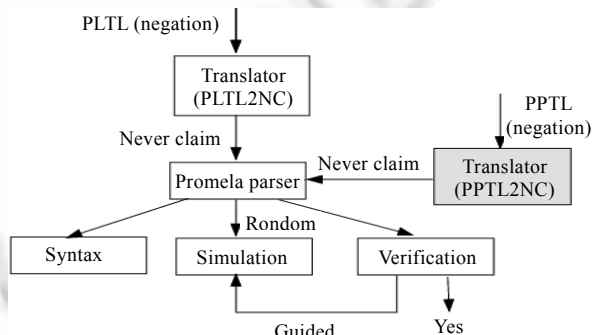 PLTL (negation)
Translator
(PLTL2NC)
PPTL
(negation)
Never claim
Never claim
Translator
(PPTL2NC)
Promela parser
Rondom
Syntax
Simulation
Verification
Guided
Yes